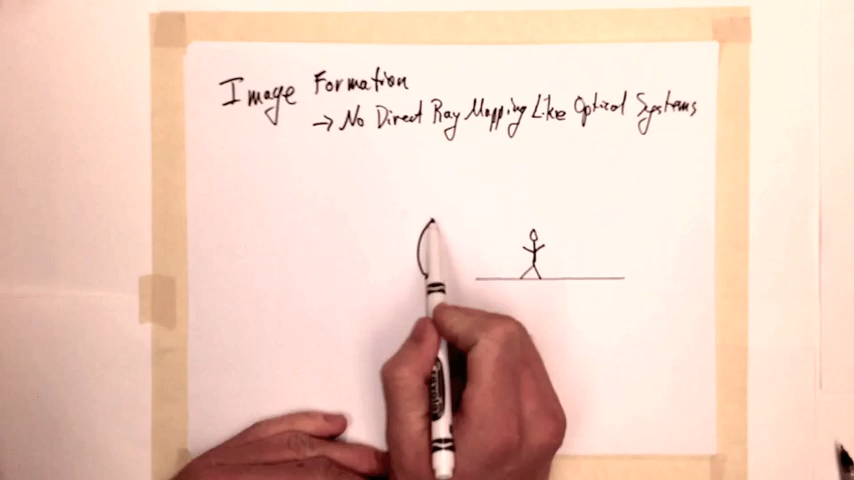 Image Formation
→ No Direct Ray Mapping Like Optical Systems